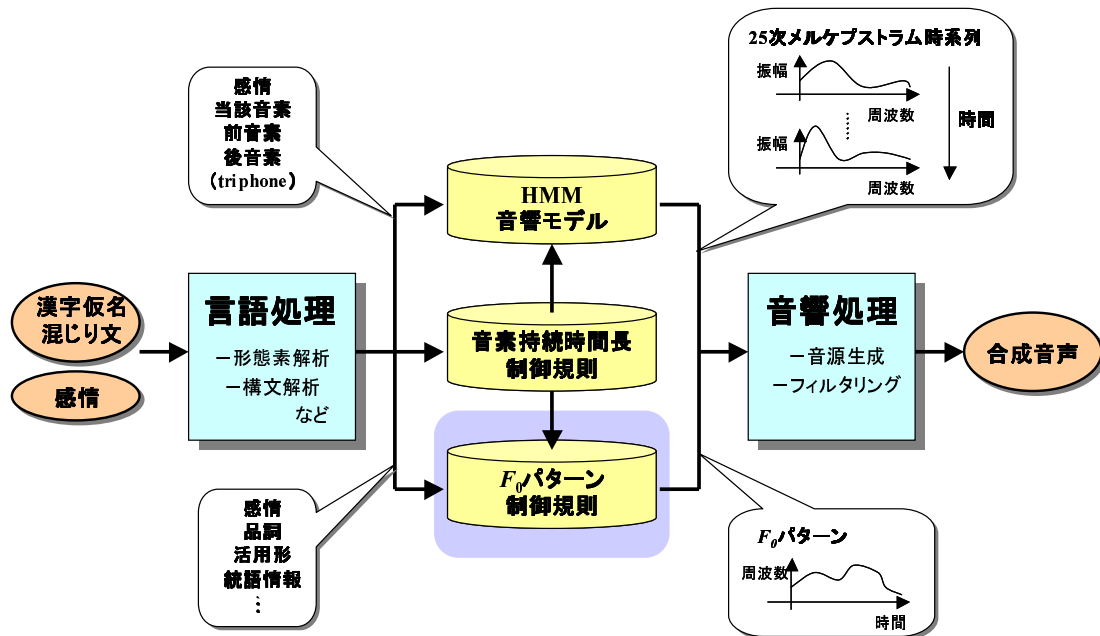 25次メルケプストラム時系列
振幅
周波数
振幅
周波数
時間
感情
当該音素
前音素
後音素
(triphone)
HMM
音響モデル
漢字仮名
混じり文
感情
言語処理
－形態素解析
－構文解析
など
音素持続時間長
制御規則
音響処理
－音源生成
－フィルタリング
合成音声
F0パターン
制御規則
感情
品詞
活用形
統語情報
⋮
F0パターン
周波数
時間